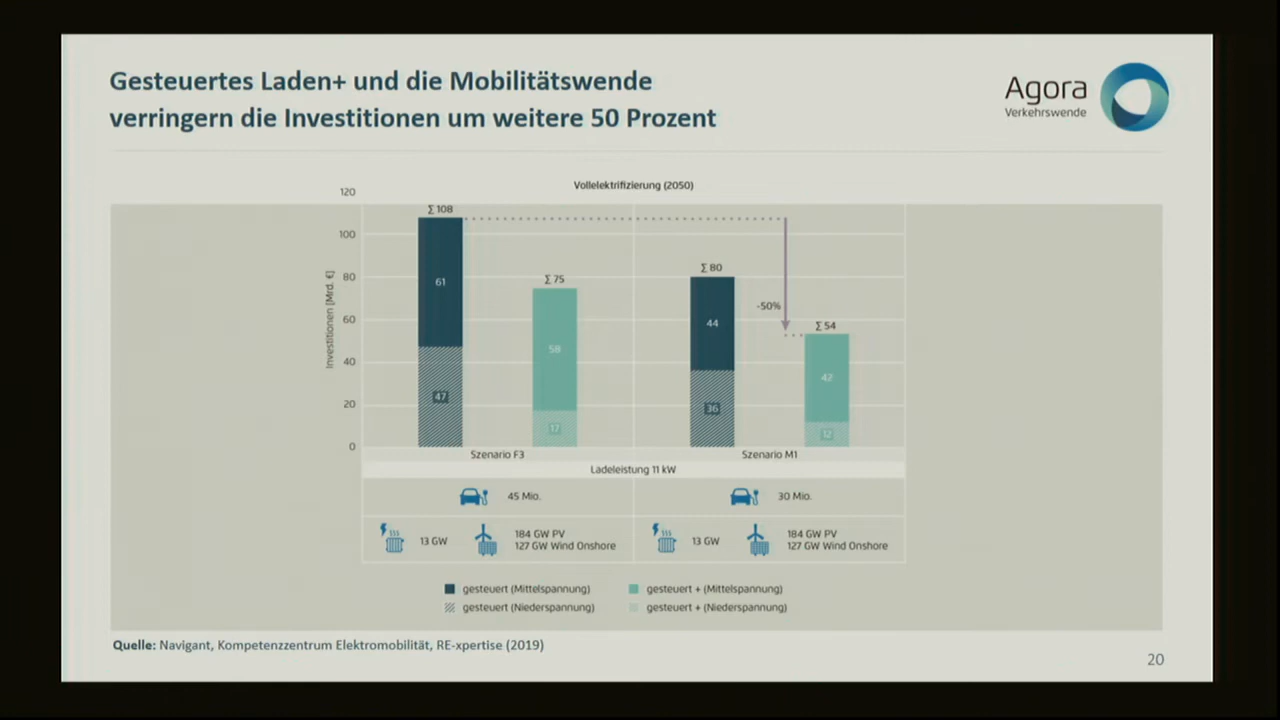 Gesteuertes Laden+ und die Mobilitätswende
verringern die Investitionen um weitere 50 Prozent
Agora
Verkehrswende
Vollelektrifizierung (2050)
Investitionen [Mrd. €]
120
100
80
60
40
20
0
∑ 108
61
47
∑ 75
58
17
∑ 80
44
36
-50%
∑ 54
42
12
Szenario F3
Szenario M1
Ladeleistung 11 kW
45 Mio.
30 Mio.
13 GW
184 GW PV
127 GW Wind Onshore
13 GW
184 GW PV
127 GW Wind Onshore
gesteuert (Mittelspannung)
gesteuert + (Mittelspannung)
gesteuert (Niederspannung)
gesteuert + (Niederspannung)
Quelle: Navigant, Kompetenzzentrum Elektromobilität, RE-xpertise (2019)
20